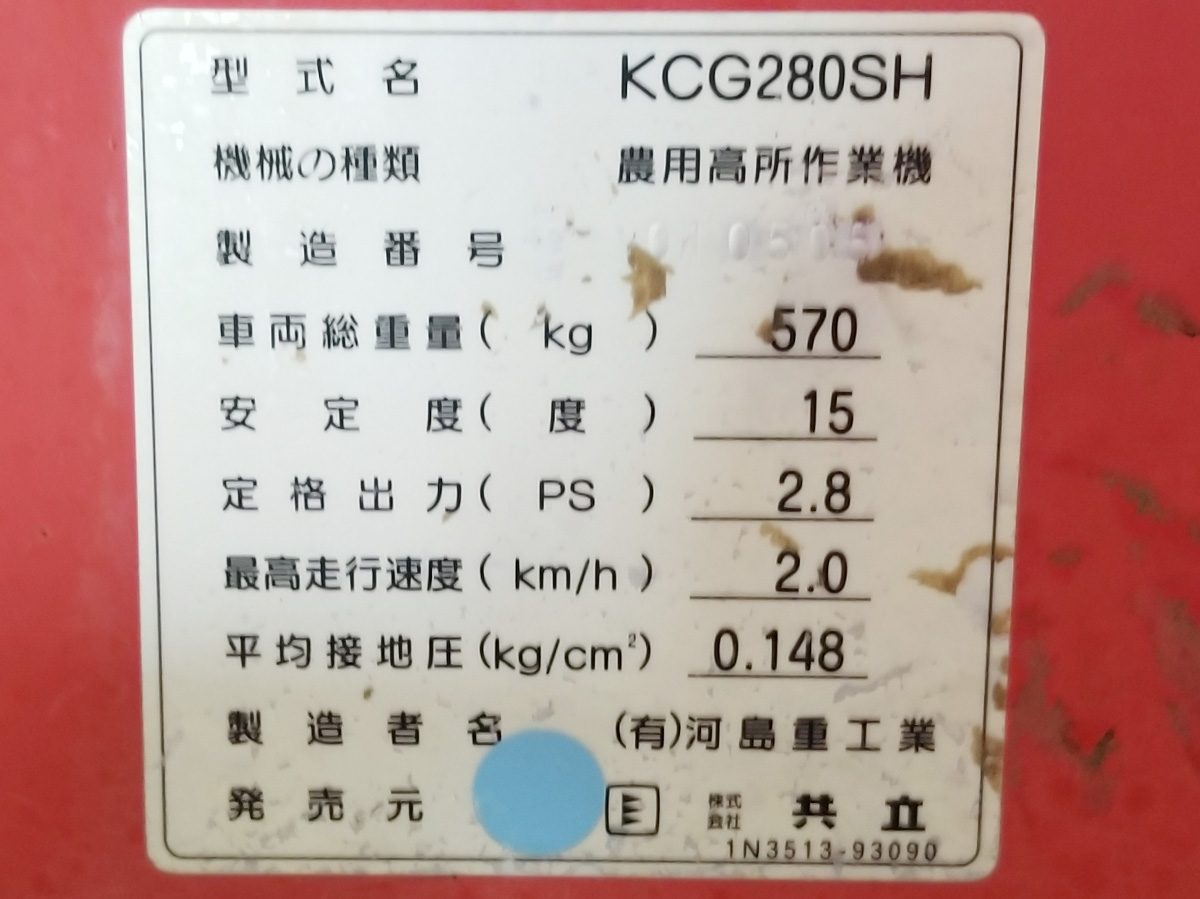 型式名 KCG280SH
機械の種類 農用高所作業機
製造番号
車両総重量(kg) 570
安定度(度) 15
定格出力(PS) 2.8
最高走行速度(km/h) 2.0
平均接地圧(kg/cm²) 0.148
製造者名 (有)河島重工業
発売元 株式会社 共立
1N3513-93090